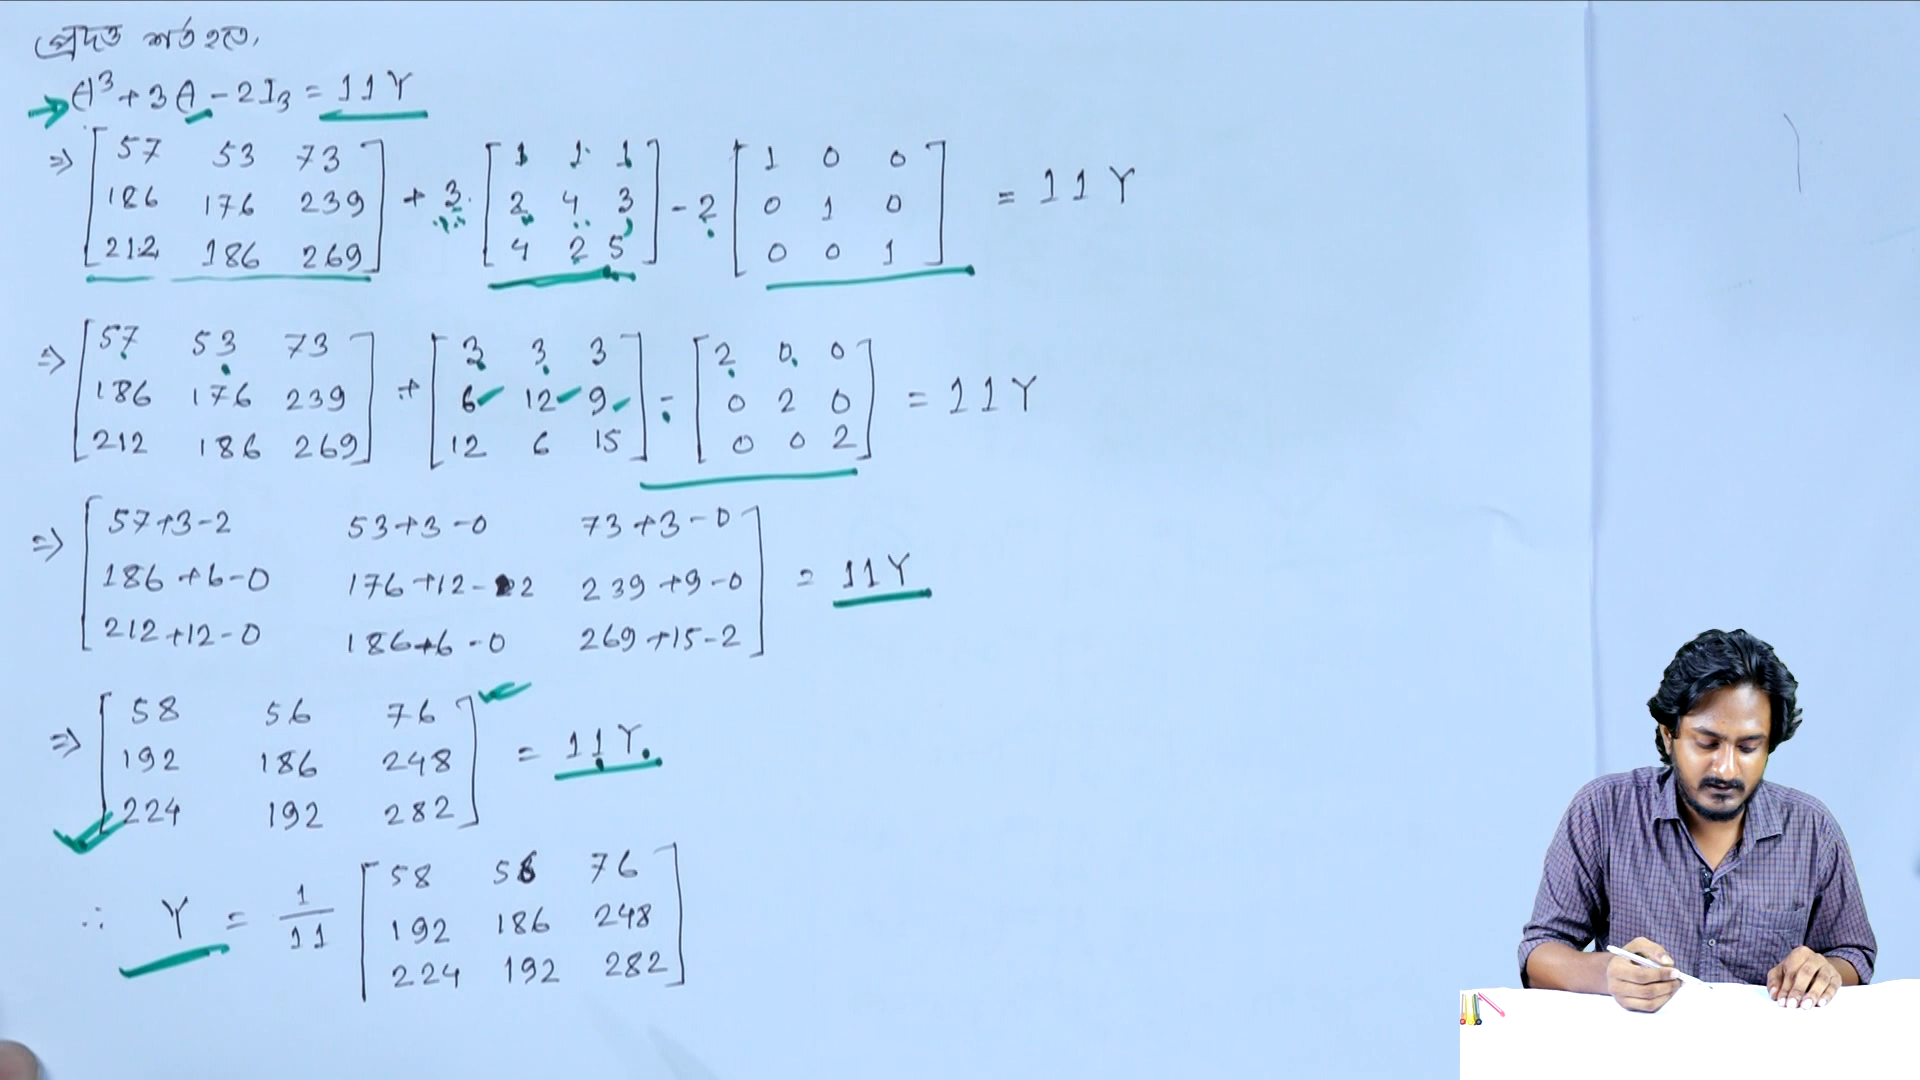 প্রদত্ত শর্ত হতে,
A³ + 3A - 2I₃ = 11Y
⇒ [57 53 73; 186 176 239; 212 186 269] + 3. [1 1 1; 2 4 3; 4 2 5] - 2 [1 0 0; 0 1 0; 0 0 1] = 11Y
⇒ [57 53 73; 186 176 239; 212 186 269] + [3 3 3; 6 12 9; 12 6 15] - [2 0 0; 0 2 0; 0 0 2] = 11Y
⇒ [57+3-2 53+3-0 73+3-0; 186+6-0 176+12-2 239+9-0; 212+12-0 186+6-0 269+15-2] = 11Y
⇒ [58 56 76; 192 186 248; 224 192 282] = 11Y.
∴ Y = 1/11 [58 56 76; 192 186 248; 224 192 282]